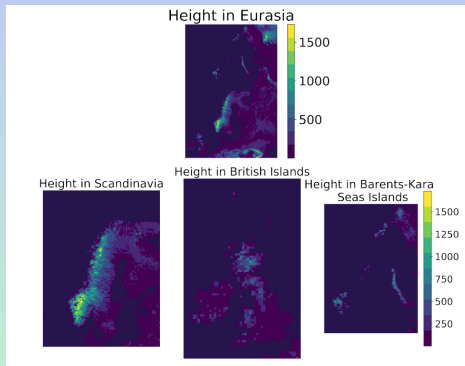 Height in Eurasia
1500
1000
500
Height in Scandinavia
Height in British Islands
Height in Barents-Kara
Seas Islands
1500
1250
1000
750
500
250